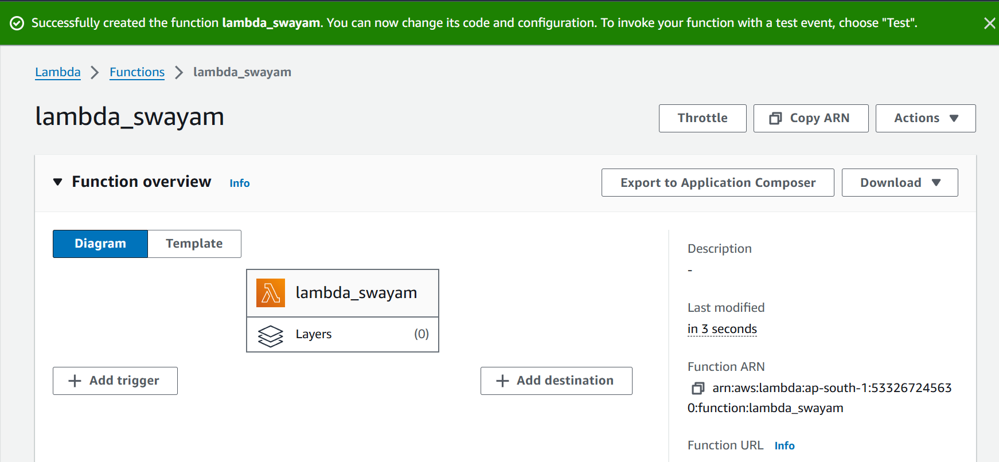 Successfully created the function lambda_swayam. You can now change its code and configuration. To invoke your function with a test event, choose "Test".
Lambda Functions lambda_swayam
lambda_swayam
Throttle Copy ARN Actions
Function overview Info
Export to Application Composer Download
Diagram Template
lambda_swayam
Layers (0)
Add trigger
Add destination
Description
-
Last modified
in 3 seconds
Function ARN
arn:aws:lambda:ap-south-1:53326724563
0:function:lambda_swayam
Function URL Info